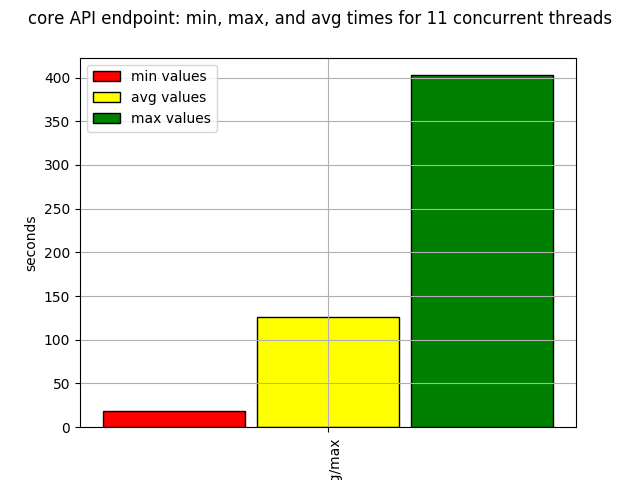 core API endpoint: min, max, and avg times for 11 concurrent threads
min values
avg values
max values
400
350
300
250
200
150
100
50
0
seconds
g/max